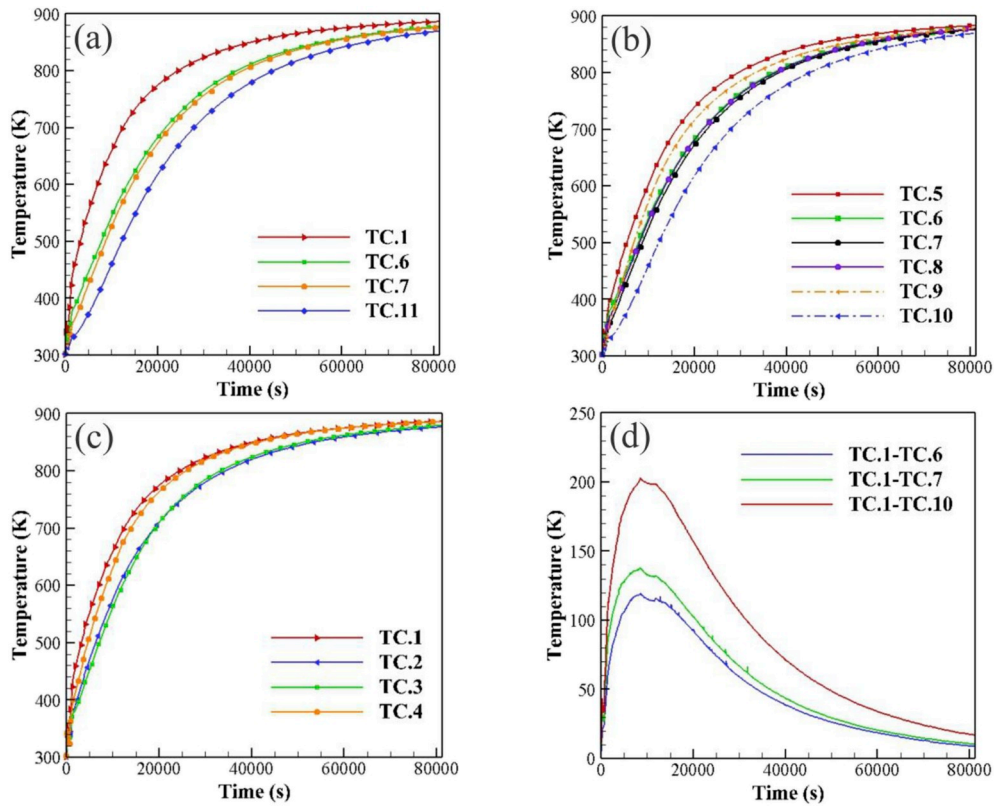 (a)
900
800
700
600
500
400
300
Temperature (K)
TC.1
TC.6
TC.7
TC.11
0 20000 40000 60000 80000
Time (s)
(b)
900
800
700
600
500
400
300
Temperature (K)
TC.5
TC.6
TC.7
TC.8
TC.9
TC.10
0 20000 40000 60000 80000
Time (s)
(c)
900
800
700
600
500
400
300
Temperature (K)
TC.1
TC.2
TC.3
TC.4
0 20000 40000 60000 80000
Time (s)
(d)
250
200
150
100
50
0
Temperature (K)
TC.1-TC.6
TC.1-TC.7
TC.1-TC.10
0 20000 40000 60000 80000
Time (s)